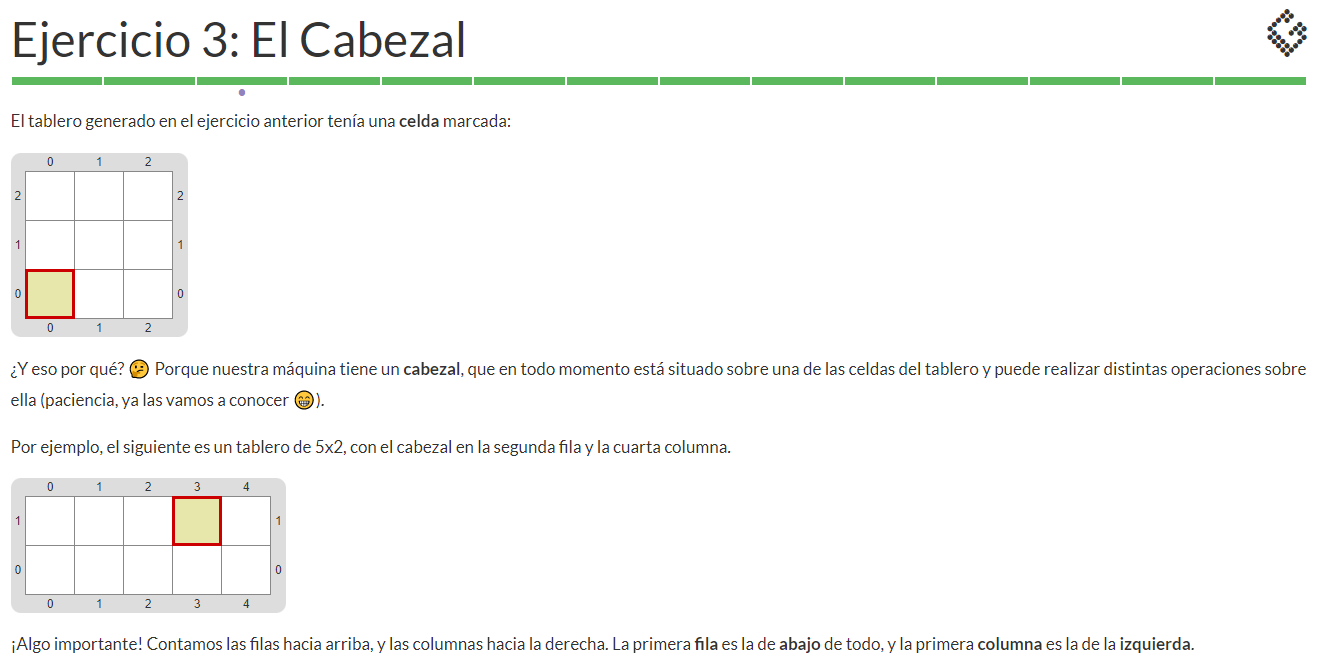 Ejercicio 3: El Cabezal
El tablero generado en el ejercicio anterior tenía una celda marcada:
0 1 2
2 2
1 1
0 0
0 1 2
¿Y eso por qué? 🤔 Porque nuestra máquina tiene un cabezal, que en todo momento está situado sobre una de las celdas del tablero y puede realizar distintas operaciones sobre
ella (paciencia, ya las vamos a conocer 😁).
Por ejemplo, el siguiente es un tablero de 5x2, con el cabezal en la segunda fila y la cuarta columna.
0 1 2 3 4
1 1
0 0
0 1 2 3 4
¡Algo importante! Contamos las filas hacia arriba, y las columnas hacia la derecha. La primera fila es la de abajo de todo, y la primera columna es la de la izquierda.